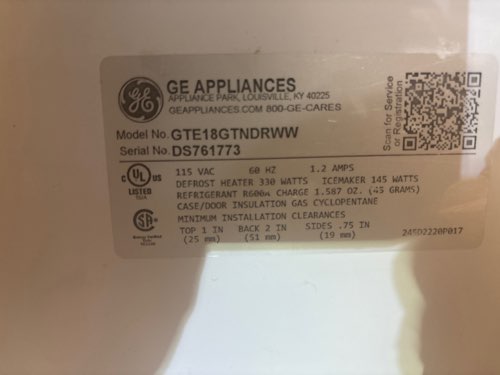 GE APPLIANCES
APPLIANCE PARK, LOUISVILLE, KY 40225
GEAPPLIANCES.COM 800-GE-CARES
Scan for Service
or Registration
Model No. GTE18GTNDRWW
Serial No. DS761773
115 VAC 60 HZ 1.2 AMPS
DEFROST HEATER 330 WATTS ICEMAKER 145 WATTS
REFRIGERANT R600a CHARGE 1.587 OZ. (45 GRAMS)
CASE/DOOR INSULATION GAS CYCLOPENTANE
MINIMUM INSTALLATION CLEARANCES
TOP 1 IN BACK 2 IN SIDES .75 IN
(25 mm) (51 mm) (19 mm)
245D2220P017
c UL US
LISTED
SA